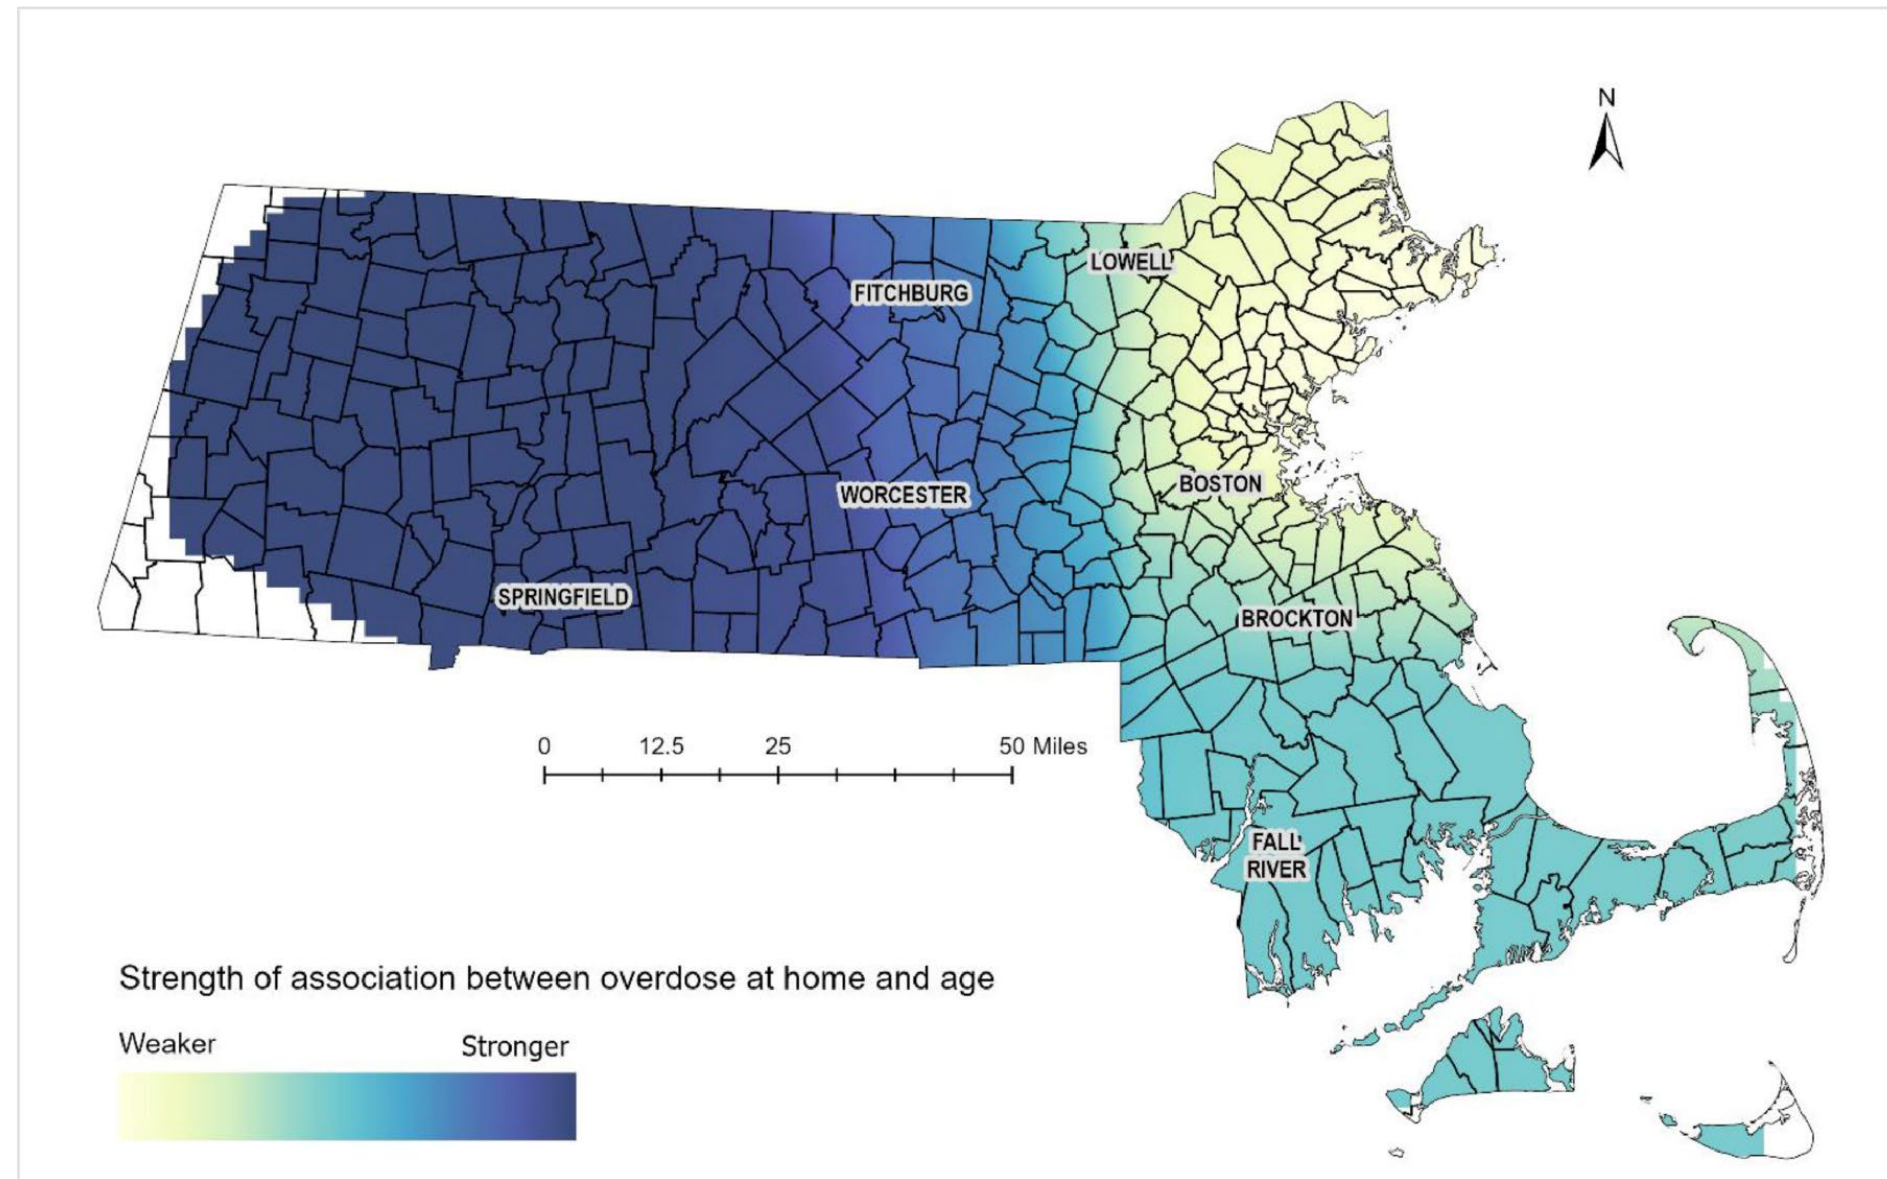 N
LOWELL
FITCHBURG
BOSTON
WORCESTER
SPRINGFIELD
BROCKTON
0 12.5 25 50 Miles
FALL
RIVER
Strength of association between overdose at home and age
Weaker Stronger